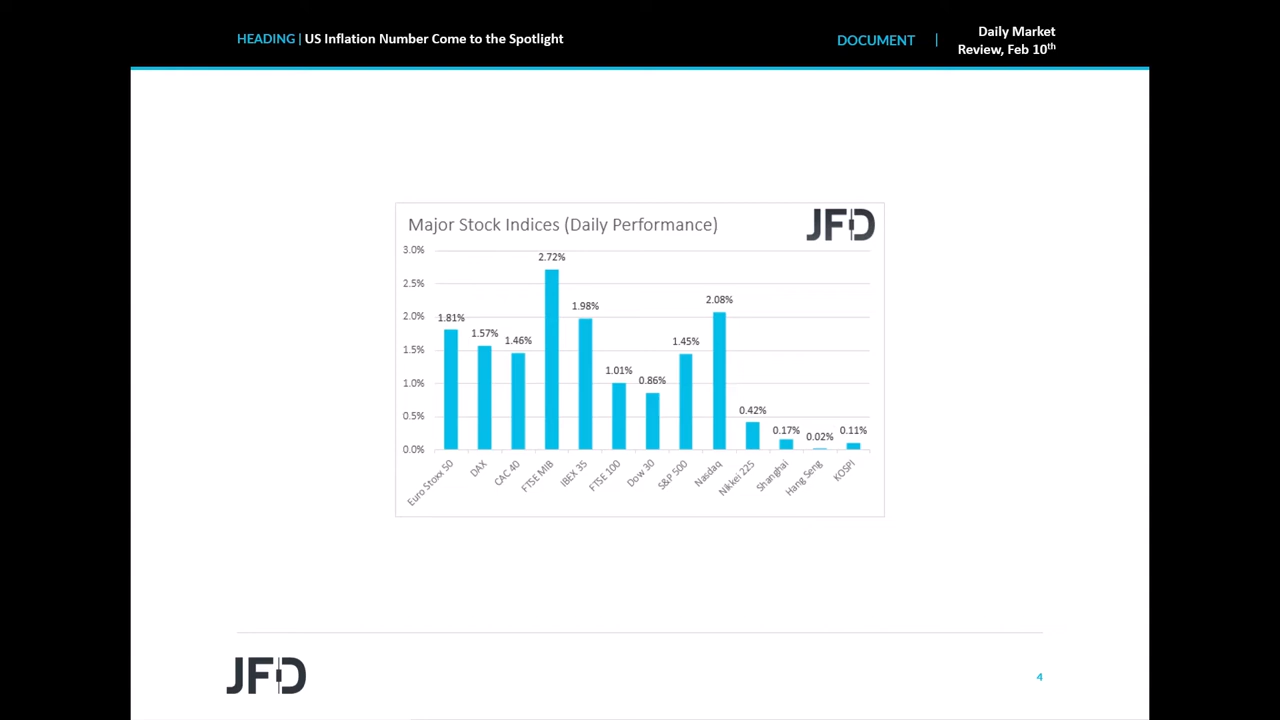 HEADING | US Inflation Number Come to the Spotlight
DOCUMENT | Daily Market
Review, Feb 10th
Major Stock Indices (Daily Performance)
JFD
3.0%
2.5%
2.0%
1.5%
1.0%
0.5%
0.0%
1.81%
1.57%
1.46%
2.72%
1.98%
1.01%
0.86%
1.45%
2.08%
0.42%
0.17%
0.02%
0.11%
Euro Stoxx 50
DAX
CAC 40
FTSE MIB
IBEX 35
FTSE 100
Dow 30
S&P 500
Nasdaq
Nikkei 225
Shanghai
Hang Seng
KOSPI
JFD
4